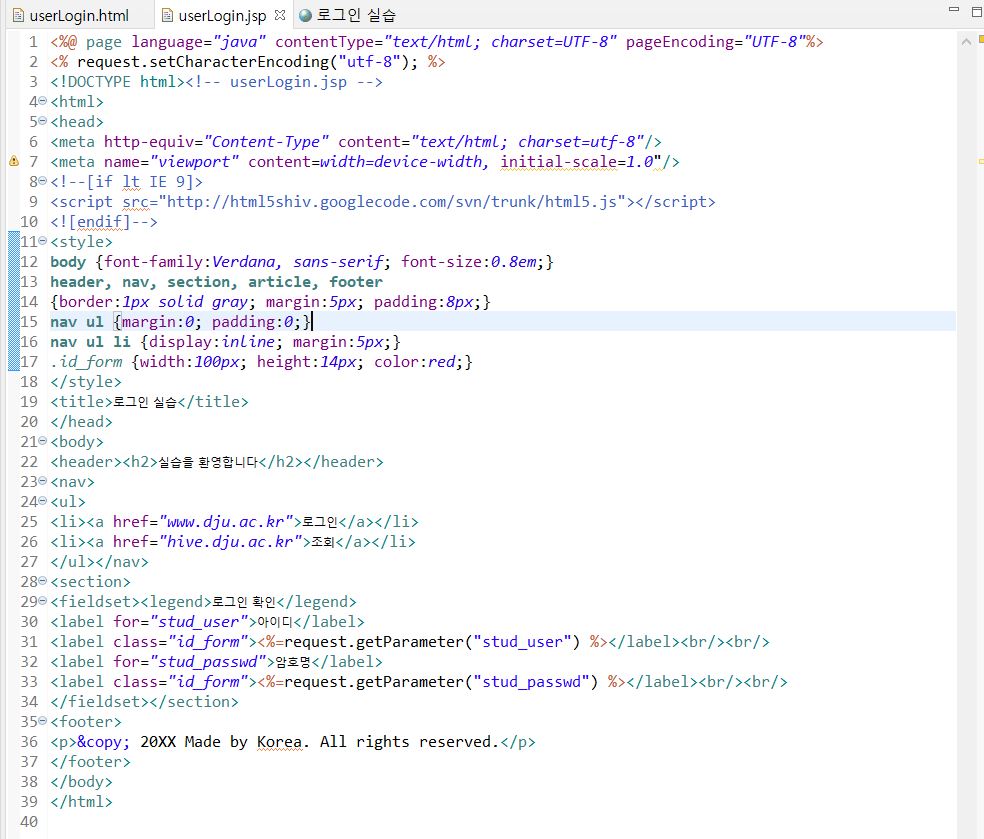 userLogin.html userLogin.jsp 로그인 실습
1 <%@ page language="java" contentType="text/html; charset=UTF-8" pageEncoding="UTF-8"%>
2 <% request.setCharacterEncoding("utf-8"); %>
3 <!DOCTYPE html><!-- userLogin.jsp -->
4 <html>
5 <head>
6 <meta http-equiv="Content-Type" content="text/html; charset=utf-8"/>
7 <meta name="viewport" content=width=device-width, initial-scale=1.0"/>
8 <!--[if lt IE 9]>
9 <script src="http://html5shiv.googlecode.com/svn/trunk/html5.js"></script>
10 <![endif]-->
11 <style>
12 body {font-family:Verdana, sans-serif; font-size:0.8em;}
13 header, nav, section, article, footer
14 {border:1px solid gray; margin:5px; padding:8px;}
15 nav ul {margin:0; padding:0;}
16 nav ul li {display:inline; margin:5px;}
17 .id_form {width:100px; height:14px; color:red;}
18 </style>
19 <title>로그인 실습</title>
20 </head>
21 <body>
22 <header><h2>실습을 환영합니다</h2></header>
23 <nav>
24 <ul>
25 <li><a href="www.dju.ac.kr">로그인</a></li>
26 <li><a href="hive.dju.ac.kr">조회</a></li>
27 </ul></nav>
28 <section>
29 <fieldset><legend>로그인 확인</legend>
30 <label for="stud_user">아이디</label>
31 <label class="id_form"><%=request.getParameter("stud_user") %></label><br/><br/>
32 <label for="stud_passwd">암호명</label>
33 <label class="id_form"><%=request.getParameter("stud_passwd") %></label><br/><br/>
34 </fieldset></section>
35 <footer>
36 <p>&copy; 20XX Made by Korea. All rights reserved.</p>
37 </footer>
38 </body>
39 </html>
40